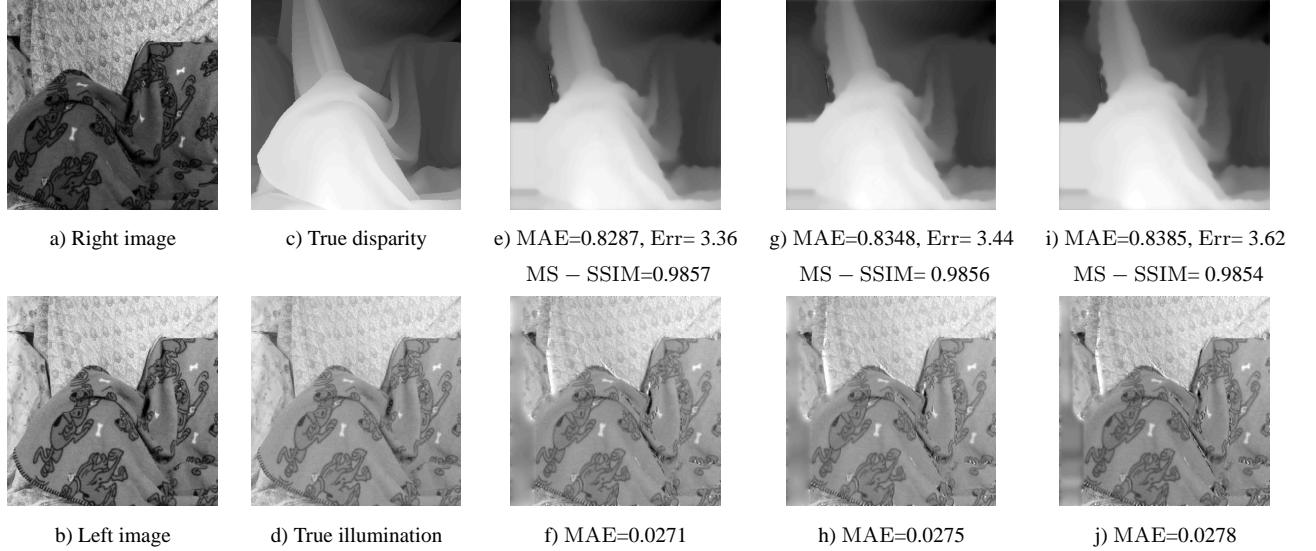 a) Right image
c) True disparity
e) MAE=0.8287, Err= 3.36
g) MAE=0.8348, Err= 3.44
i) MAE=0.8385, Err= 3.62
MS − SSIM=0.9857
MS − SSIM= 0.9856
MS − SSIM= 0.9854
b) Left image
d) True illumination
f) MAE=0.0271
h) MAE=0.0275
j) MAE=0.0278